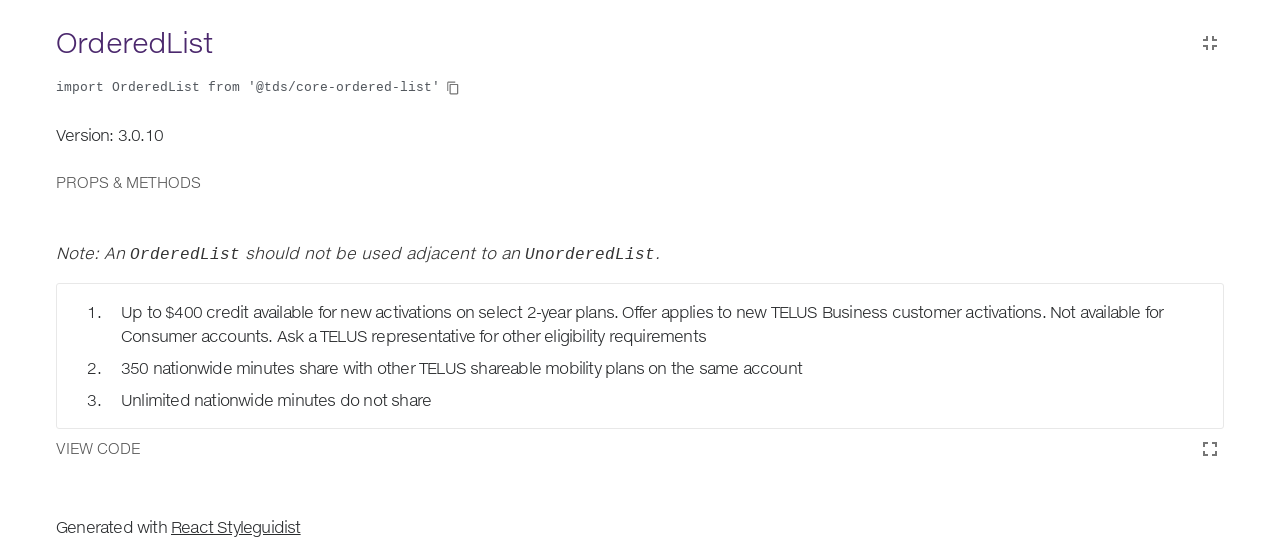 OrderedList
import OrderedList from '@tds/core-ordered-list'
Version: 3.0.10
PROPS & METHODS
Note: An OrderedList should not be used adjacent to an UnorderedList.
1. Up to $400 credit available for new activations on select 2-year plans. Offer applies to new TELUS Business customer activations. Not available for
Consumer accounts. Ask a TELUS representative for other eligibility requirements
2. 350 nationwide minutes share with other TELUS shareable mobility plans on the same account
3. Unlimited nationwide minutes do not share
VIEW CODE
Generated with React Styleguidist